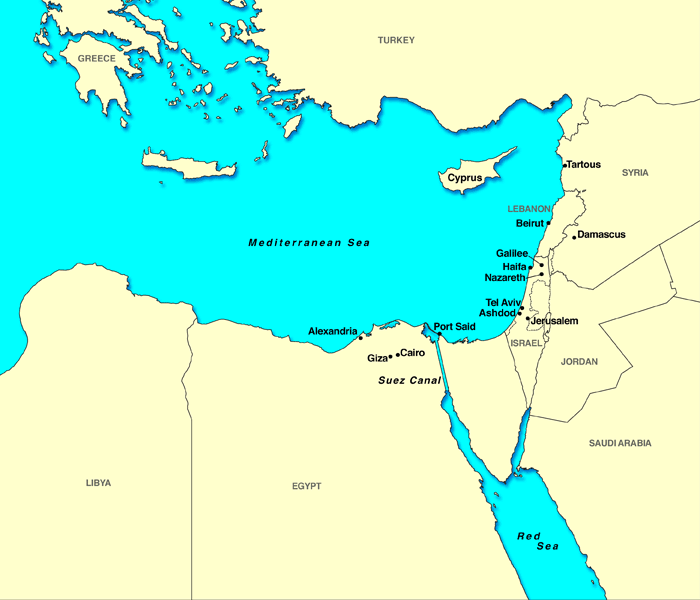 TURKEY
GREECE
Tartous
SYRIA
Cyprus
LEBANON
Beirut
Damascus
Mediterranean Sea
Galilee
Haifa
Nazareth
Tel Aviv
Ashdod
Jerusalem
Port Said
Alexandria
ISRAEL
Cairo
Giza
JORDAN
Suez Canal
SAUDI ARABIA
LIBYA
EGYPT
Red
Sea